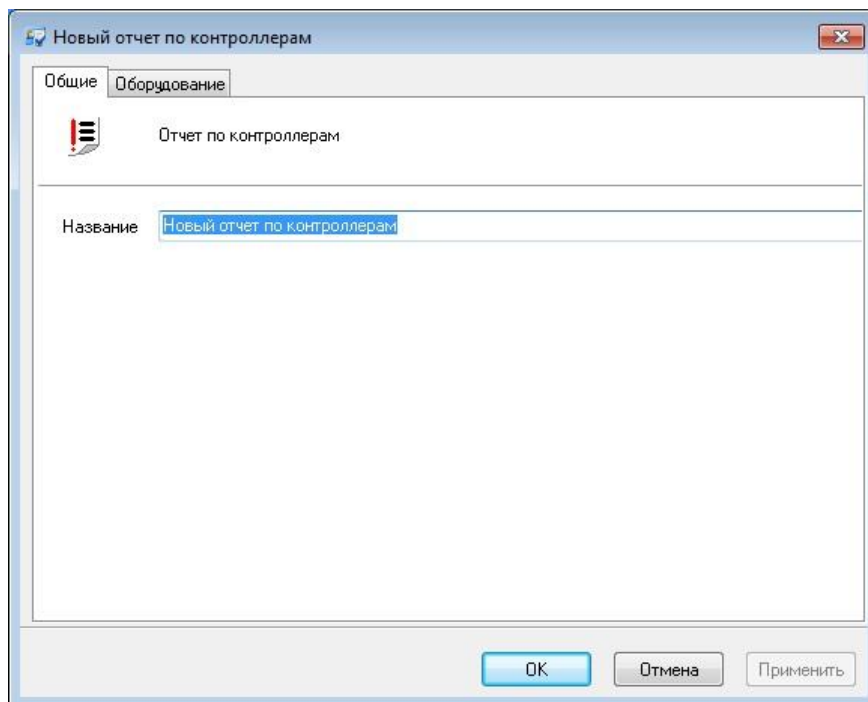 Новый отчет по контроллерам
Общие Оборудование
Отчет по контроллерам
Название Новый отчет по контроллерам
OK Отмена Применить